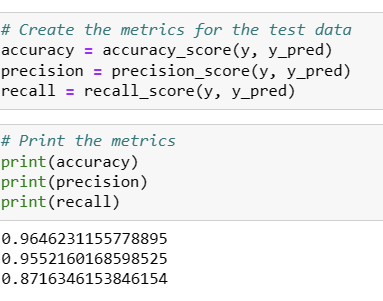 # Create the metrics for the test data
accuracy = accuracy_score(y, y_pred)
precision = precision_score(y, y_pred)
recall = recall_score(y, y_pred)
# Print the metrics
print(accuracy)
print(precision)
print(recall)
0.9646231155778895
0.9552160168598525
0.8716346153846154